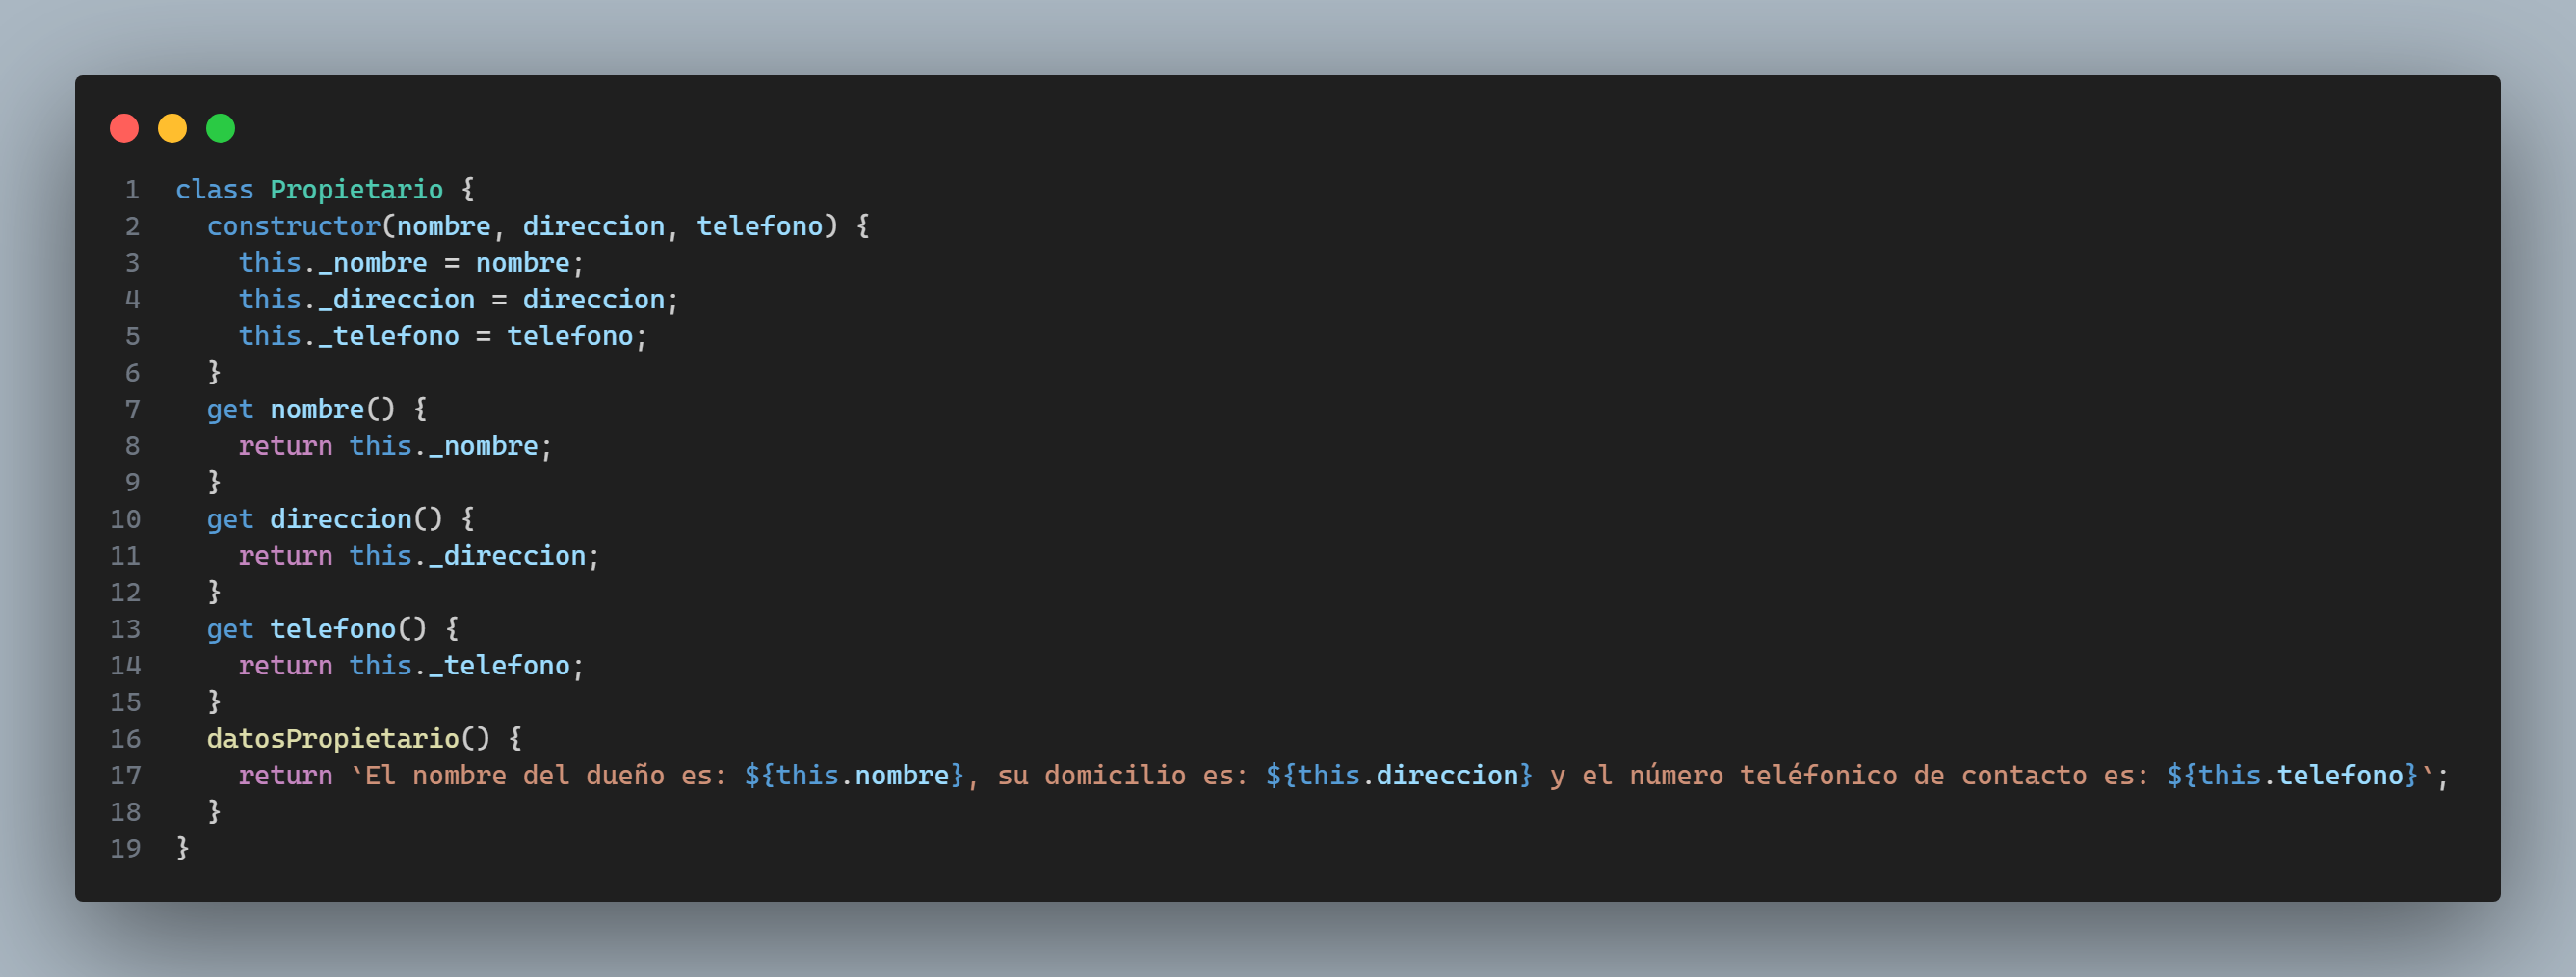 1 class Propietario {
2   constructor(nombre, direccion, telefono) {
3     this._nombre = nombre;
4     this._direccion = direccion;
5     this._telefono = telefono;
6   }
7   get nombre() {
8     return this._nombre;
9   }
10   get direccion() {
11     return this._direccion;
12   }
13   get telefono() {
14     return this._telefono;
15   }
16   datosPropietario() {
17     return `El nombre del dueño es: ${this.nombre}, su domicilio es: ${this.direccion} y el número teléfonico de contacto es: ${this.telefono}`;
18   }
19 }